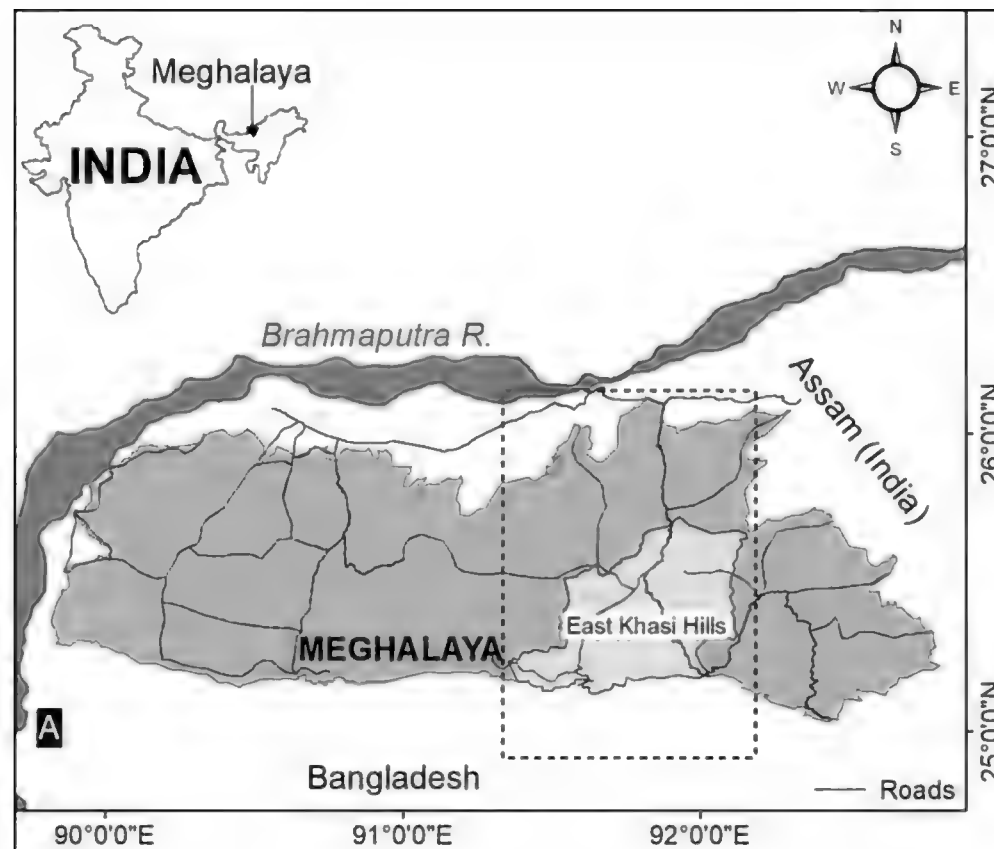 Meghalaya
INDIA
N
W
E
S
27°0'0"N
Brahmaputra R.
Assam (India)
26°0'0"N
East Khasi Hills
MEGHALAYA
A
25°0'0"N
Bangladesh
Roads
90°0'0"E
91°0'0"E
92°0'0"E